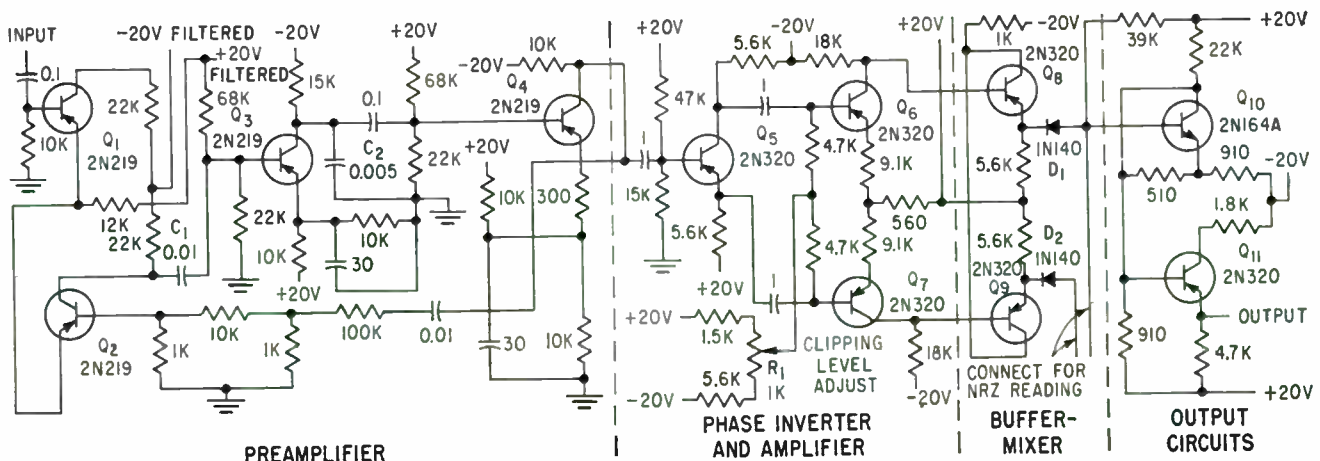 INPUT
0.1
10K
Q1
2N219
-20V FILTERED
22K
+20V
FILTERED
68K
Q3
2N219
12K
22K
C1
0.01
22K
Q2
2N219
1K
10K
1K
100K
0.01
-20V
15K
0.1
C2
0.005
10K
30
10K
+20V
+20V
68K
22K
10K
-20V
Q4
2N219
+20V
10K
300
30
10K
PREAMPLIFIER
+20V
47K
1
15K
5.6K
-20V
18K
1
Q5
2N320
5.6K
+20V
1
4.7K
4.7K
Q6
2N320
9.1K
560
9.1K
Q7
2N320
+20V
+20V
1.5K
R1
1K
5.6K
-20V
CLIPPING
LEVEL
ADJUST
18K
-20V
PHASE INVERTER
AND AMPLIFIER
-20V
1K
2N320
Q8
5.6K
1N140
D1
5.6K
D2
1N140
2N320
Q9
CONNECT FOR
NRZ READING
BUFFER-
MIXER
39K
+20V
22K
Q10
2N164A
910
-20V
510
1.8K
Q11
2N320
OUTPUT
910
4.7K
+20V
OUTPUT
CIRCUITS